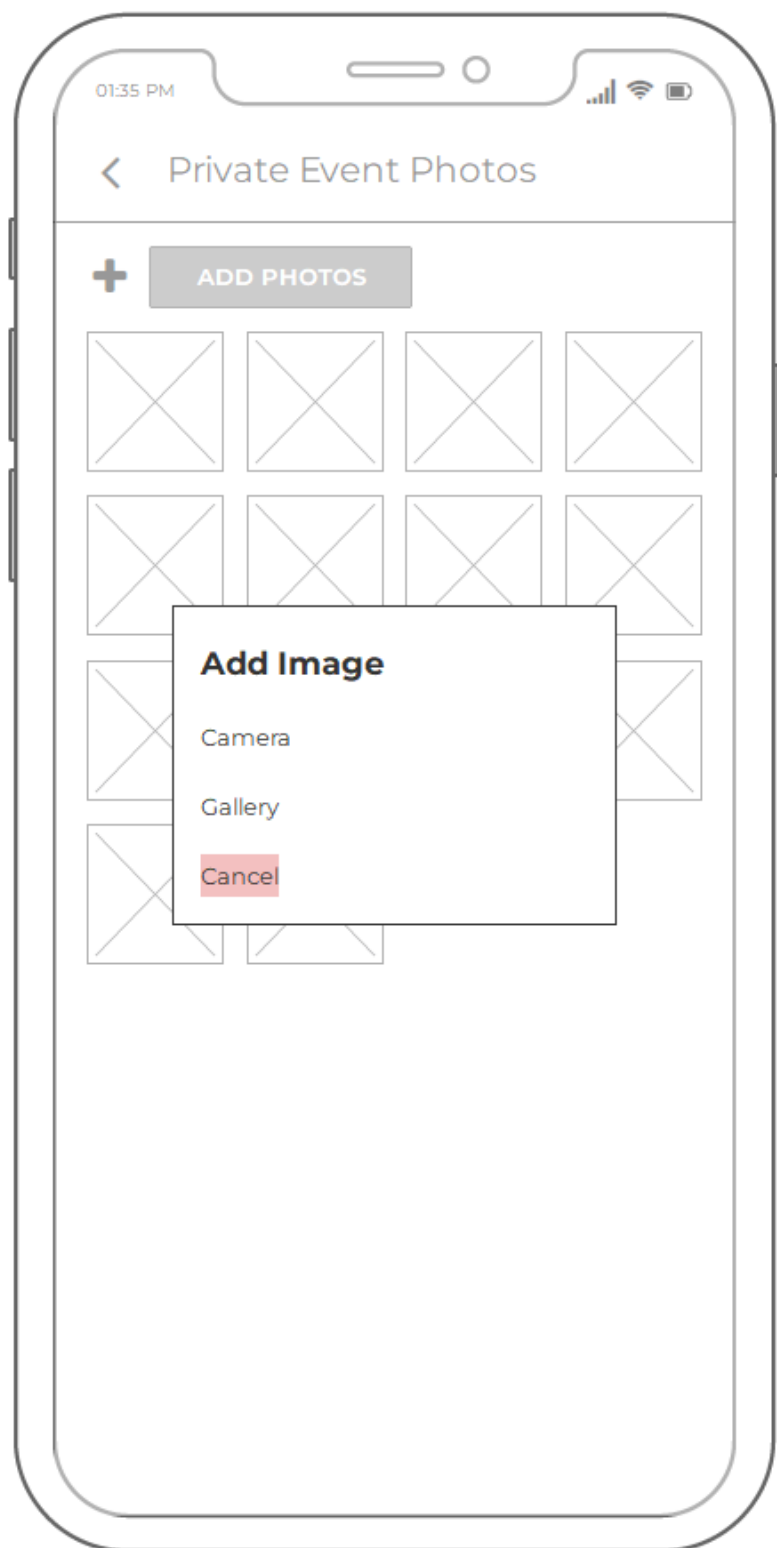 01:35 PM
Private Event Photos
ADD PHOTOS
Add Image
Camera
Gallery
Cancel